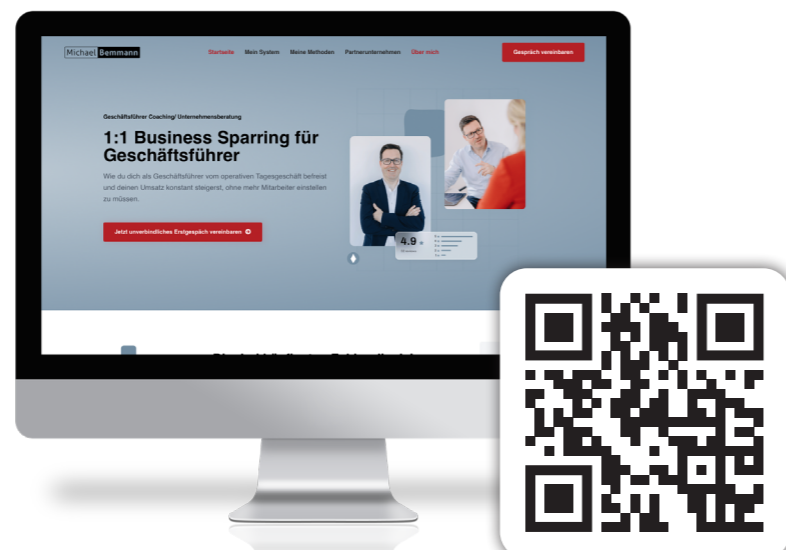 Michael Bemmann
Startseite Mein System Meine Methoden Partnerunternehmen Über mich Gespräch vereinbaren
Geschäftsführer Coaching/ Unternehmensberatung
1:1 Business Sparring für
Geschäftsführer
Wie du dich als Geschäftsführer vom operativen Tagesgeschäft befreist
und deinen Umsatz konstant steigerst, ohne mehr Mitarbeiter einstellen
zu müssen.
Jetzt unverbindliches Erstgespräch vereinbaren
4.9